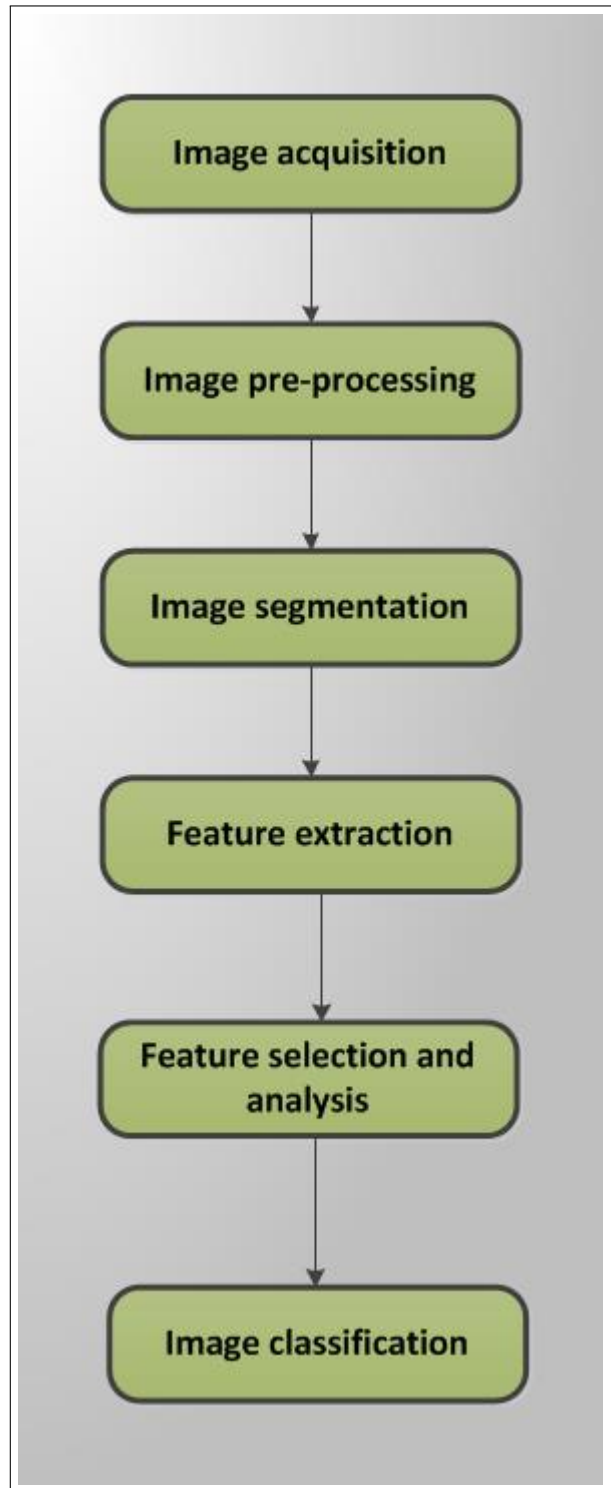 Image acquisition
Image pre-processing
Image segmentation
Feature extraction
Feature selection and
analysis
Image classification